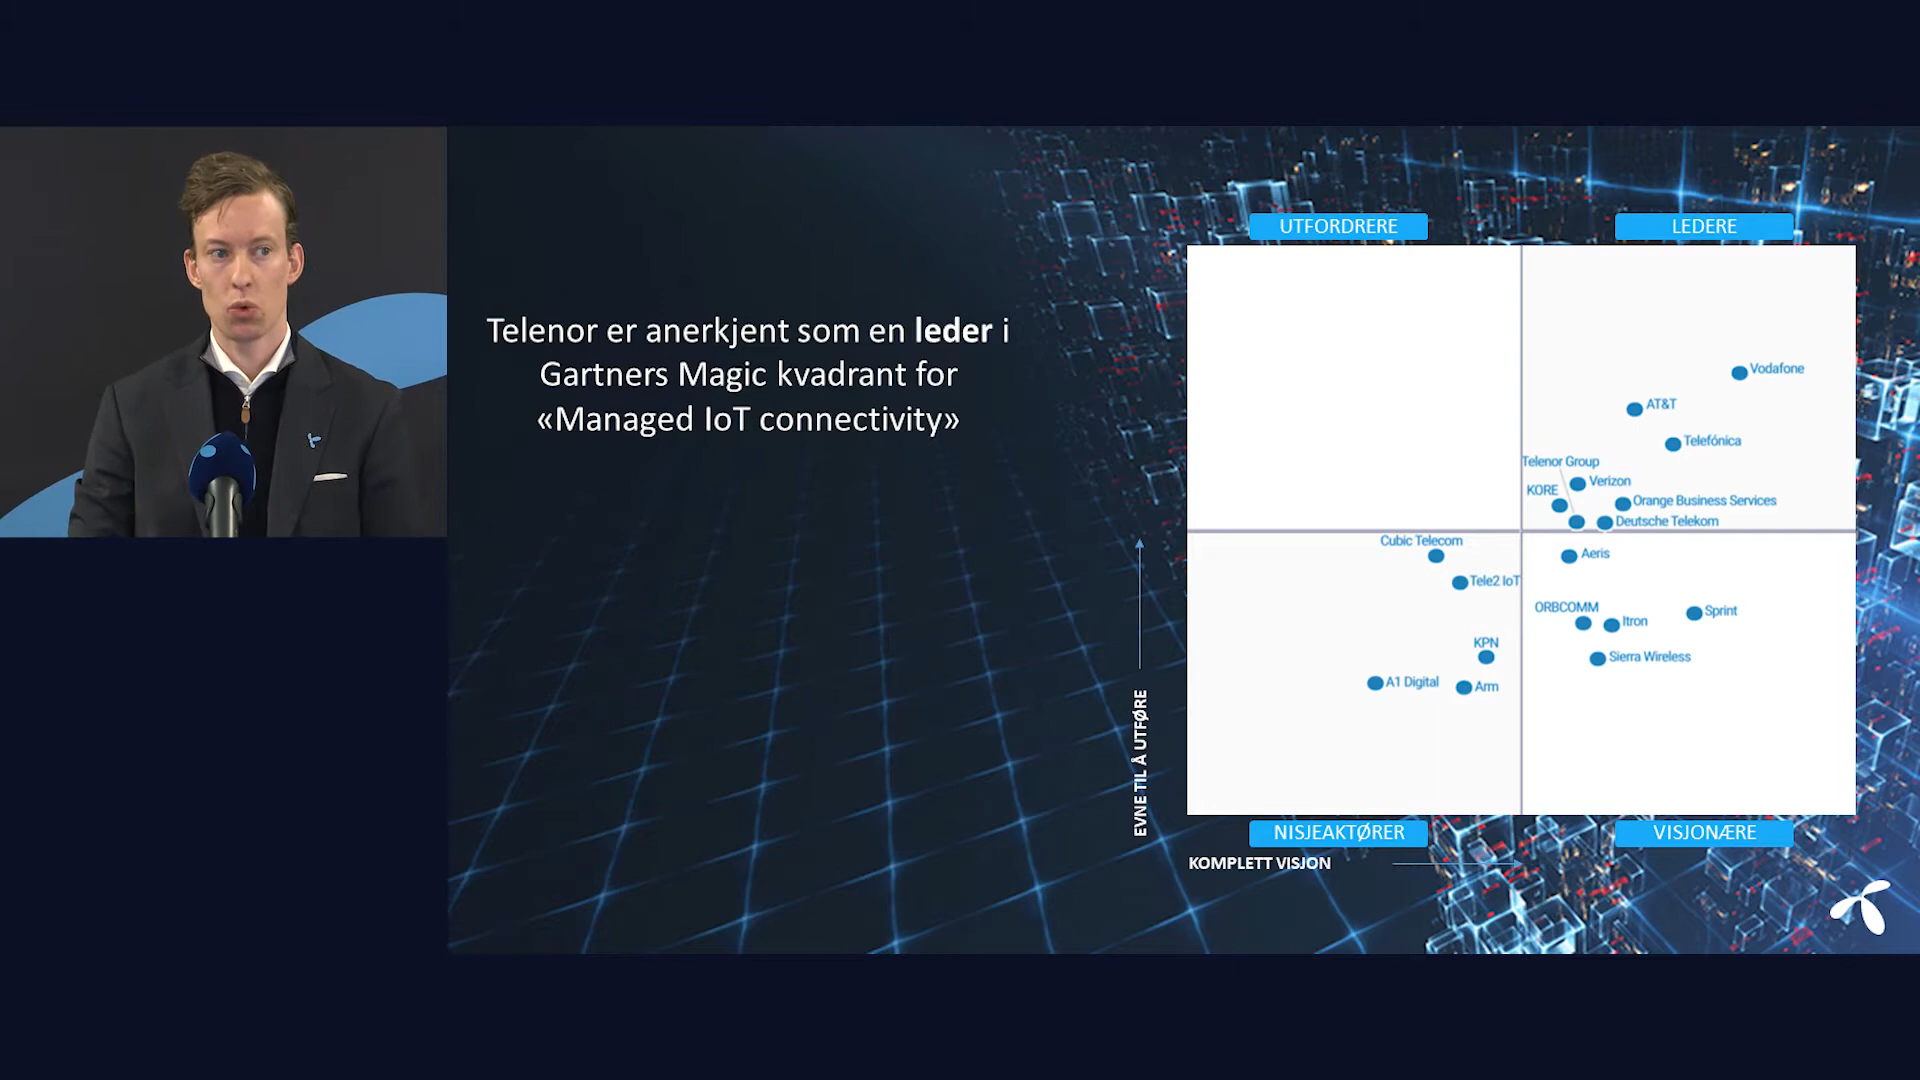 Telenor er anerkjent som en leder i
Gartners Magic kvadrant for
«Managed IoT connectivity»
UTFORDRERE
LEDERE
Vodafone
AT&T
Telefónica
Telenor Group
Verizon
KORE
Orange Business Services
Deutsche Telekom
Cubic Telecom
Aeris
Tele2 IoT
ORBCOMM
Sprint
Itron
KPN
Sierra Wireless
A1 Digital
Arm
EVNE TIL Å UTFØRE
NISJEAKTØRER
VISJONÆRE
KOMPLETT VISJON